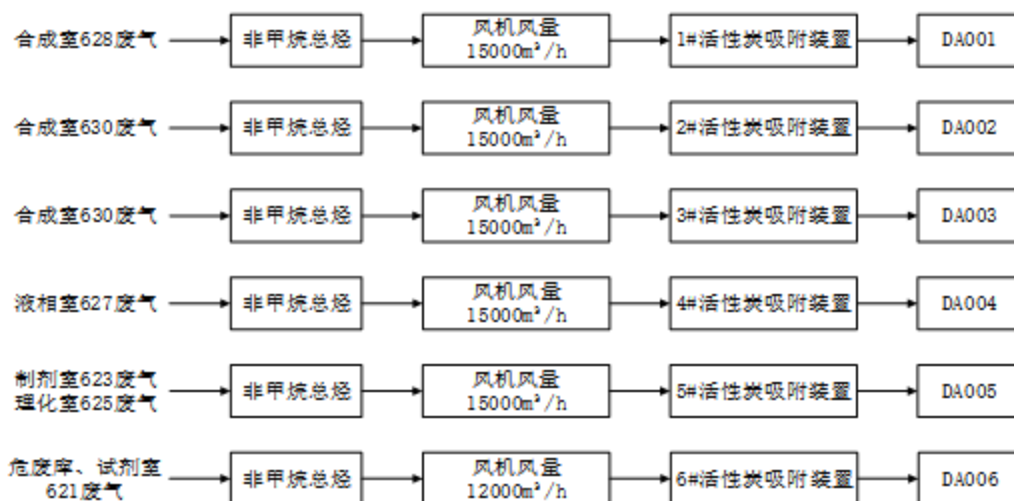 合成室628废气 非甲烷总烃 风机风量 1#活性炭吸附装置 DA001
15000m³/h
合成室630废气 非甲烷总烃 风机风量 2#活性炭吸附装置 DA002
15000m³/h
合成室630废气 非甲烷总烃 风机风量 3#活性炭吸附装置 DA003
15000m³/h
液相室627废气 非甲烷总烃 风机风量 4#活性炭吸附装置 DA004
15000m³/h
制剂室623废气 非甲烷总烃 风机风量 5#活性炭吸附装置 DA005
理化室625废气 15000m³/h
危废库、试剂室 非甲烷总烃 风机风量 6#活性炭吸附装置 DA006
621废气 12000m³/h